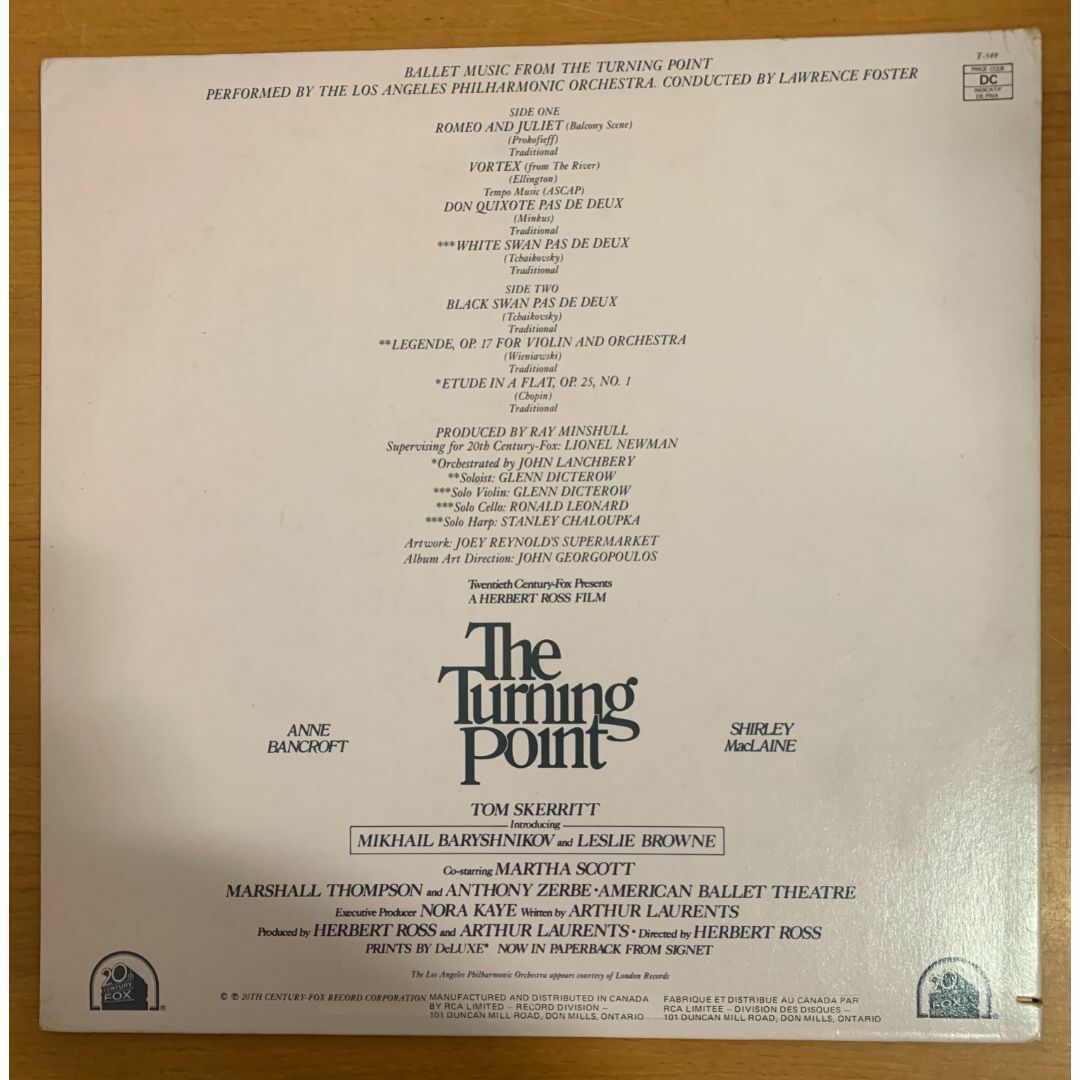 T-549
PRICE CODE
DC
INDICATIF
DE PRIX
BALLET MUSIC FROM THE TURNING POINT
PERFORMED BY THE LOS ANGELES PHILHARMONIC ORCHESTRA. CONDUCTED BY LAWRENCE FOSTER
SIDE ONE
ROMEO AND JULIET (Balcony Scene)
(Prokofieff)
Traditional
VORTEX (from The River)
(Ellington)
Tempo Music (ASCAP)
DON QUIXOTE PAS DE DEUX
(Minkus)
Traditional
***WHITE SWAN PAS DE DEUX
(Tchaikovsky)
Traditional
SIDE TWO
BLACK SWAN PAS DE DEUX
(Tchaikovsky)
Traditional
**LEGENDE, OP. 17 FOR VIOLIN AND ORCHESTRA
(Wieniawski)
Traditional
*ETUDE IN A FLAT, OP. 25, NO. 1
(Chopin)
Traditional
PRODUCED BY RAY MINSHULL
Supervising for 20th Century-Fox: LIONEL NEWMAN
*Orchestrated by JOHN LANCHBERY
**Soloist: GLENN DICTEROW
***Solo Violin: GLENN DICTEROW
***Solo Cello: RONALD LEONARD
***Solo Harp: STANLEY CHALOUPKA
Artwork: JOEY REYNOLD'S SUPERMARKET
Album Art Direction: JOHN GEORGOPOULOS
Twentieth Century-Fox Presents
A HERBERT ROSS FILM
The
Turning
Point
ANNE
BANCROFT
SHIRLEY
MacLAINE
TOM SKERRITT
Introducing
MIKHAIL BARYSHNIKOV and LESLIE BROWNE
Co-starring MARTHA SCOTT
MARSHALL THOMPSON and ANTHONY ZERBE • AMERICAN BALLET THEATRE
Executive Producer NORA KAYE Written by ARTHUR LAURENTS
Produced by HERBERT ROSS and ARTHUR LAURENTS • Directed by HERBERT ROSS
PRINTS BY DeLUXE® NOW IN PAPERBACK FROM SIGNET
The Los Angeles Philharmonic Orchestra appears courtesy of London Records
20th
CENTURY
FOX
®
© ℗ 20TH CENTURY-FOX RECORD CORPORATION
MANUFACTURED AND DISTRIBUTED IN CANADA
BY RCA LIMITED — RECORD DIVISION —
101 DUNCAN MILL ROAD, DON MILLS, ONTARIO
FABRIQUE ET DISTRIBUE AU CANADA PAR
RCA LIMITEE — DIVISION DES DISQUES —
101 DUNCAN MILL ROAD, DON MILLS, ONTARIO
20th
CENTURY
FOX
®